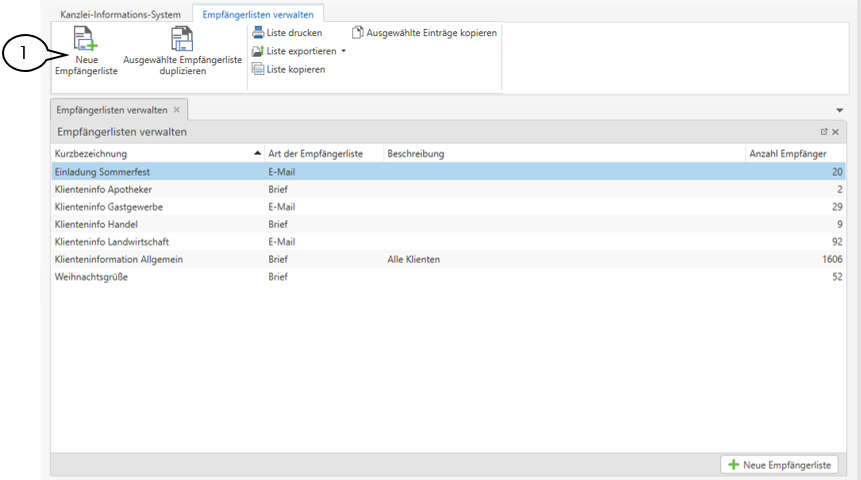 Kanzlei-Informations-System Empfängerlisten verwalten
1
Neue Empfängerliste
Ausgewählte Empfängerliste duplizieren
Liste drucken
Liste exportieren
Liste kopieren
Ausgewählte Einträge kopieren
Empfängerlisten verwalten
Empfängerlisten verwalten
Kurzbezeichnung Art der Empfängerliste Beschreibung Anzahl Empfänger
Einladung Sommerfest E-Mail 20
Klienteninfo Apotheker Brief 2
Klienteninfo Gastgewerbe E-Mail 29
Klienteninfo Handel Brief 9
Klienteninfo Landwirtschaft E-Mail 92
Klienteninformation Allgemein Brief Alle Klienten 1606
Weihnachtsgrüße Brief 52
Neue Empfängerliste